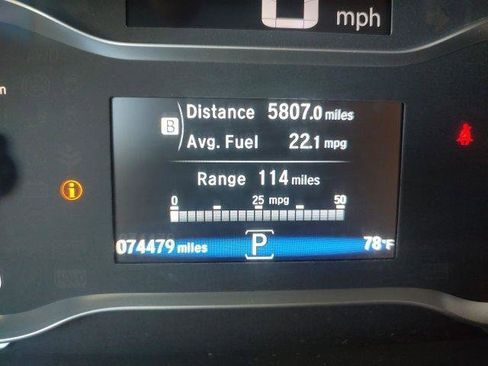 0 mph
B Distance 5807.0 miles
Avg. Fuel 22.1 mpg
Range 114 miles
0 25 mpg 50
074479 miles P 78°F
i